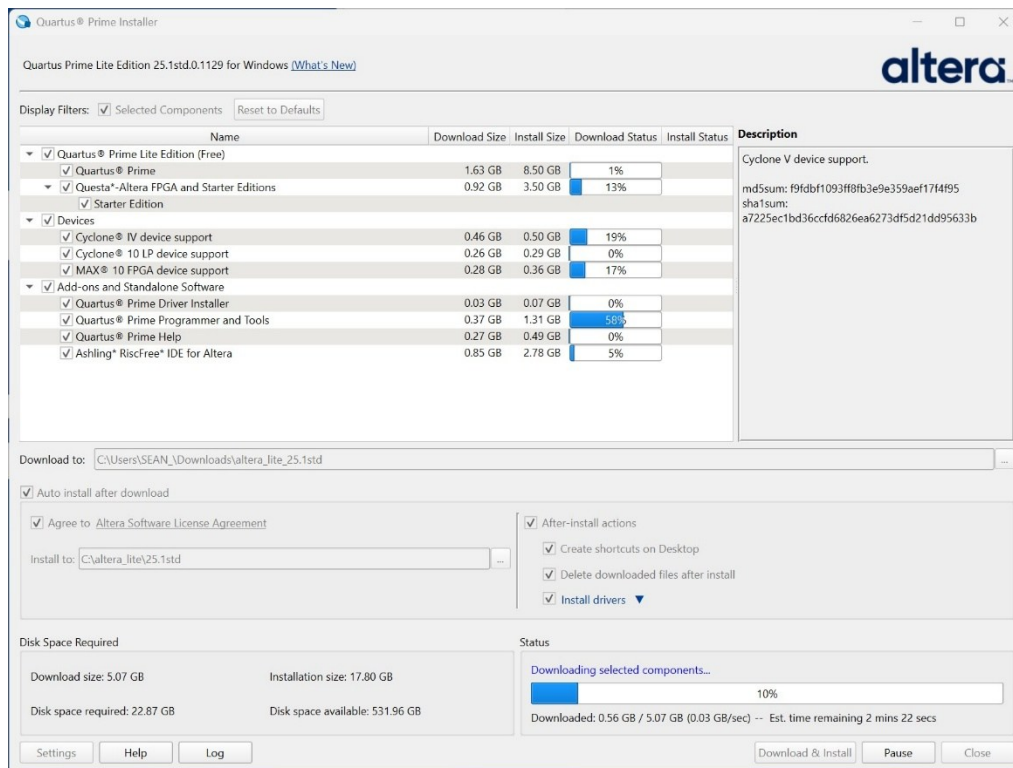 Quartus® Prime Installer
Quartus Prime Lite Edition 25.1std.0.1129 for Windows (What's New)
altera™
Display Filters: Selected Components Reset to Defaults
Name Download Size Install Size Download Status Install Status
Quartus® Prime Lite Edition (Free)
Quartus® Prime 1.63 GB 8.50 GB 1%
Questa*-Altera FPGA and Starter Editions 0.92 GB 3.50 GB 13%
Starter Edition
Devices
Cyclone® IV device support 0.46 GB 0.50 GB 19%
Cyclone® 10 LP device support 0.26 GB 0.29 GB 0%
MAX® 10 FPGA device support 0.28 GB 0.36 GB 17%
Add-ons and Standalone Software
Quartus® Prime Driver Installer 0.03 GB 0.07 GB 0%
Quartus® Prime Programmer and Tools 0.37 GB 1.31 GB 58%
Quartus® Prime Help 0.27 GB 0.49 GB 0%
Ashling* RiscFree* IDE for Altera 0.85 GB 2.78 GB 5%
Description
Cyclone V device support.
md5sum: f9fdbf1093ff8fb3e9e359aef17f4f95
sha1sum:
a7225ec1bd36ccfd6826ea6273df5d21dd95633b
Download to: C:\Users\SEAN_\Downloads\altera_lite_25.1std ...
Auto install after download
Agree to Altera Software License Agreement
Install to: C:\altera_lite\25.1std ...
After-install actions
Create shortcuts on Desktop
Delete downloaded files after install
Install drivers
Disk Space Required
Download size: 5.07 GB Installation size: 17.80 GB
Disk space required: 22.87 GB Disk space available: 531.96 GB
Status
Downloading selected components...
10%
Downloaded: 0.56 GB / 5.07 GB (0.03 GB/sec) -- Est. time remaining 2 mins 22 secs
Settings Help Log Download & Install Pause Close